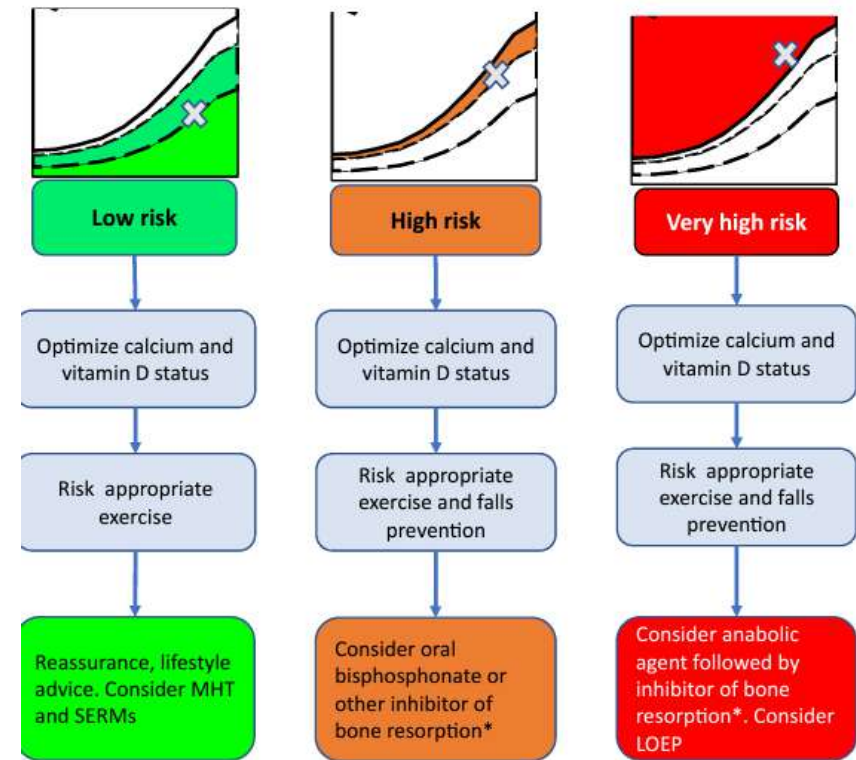 Low risk
High risk
Very high risk
Optimize calcium and
vitamin D status
Optimize calcium and
vitamin D status
Optimize calcium and
vitamin D status
Risk appropriate
exercise
Risk appropriate
exercise and falls
prevention
Risk appropriate
exercise and falls
prevention
Reassurance, lifestyle
advice. Consider MHT
and SERMs
Consider oral
bisphosphonate or
other inhibitor of
bone resorption*
Consider anabolic
agent followed by
inhibitor of bone
resorption*. Consider
LOEP